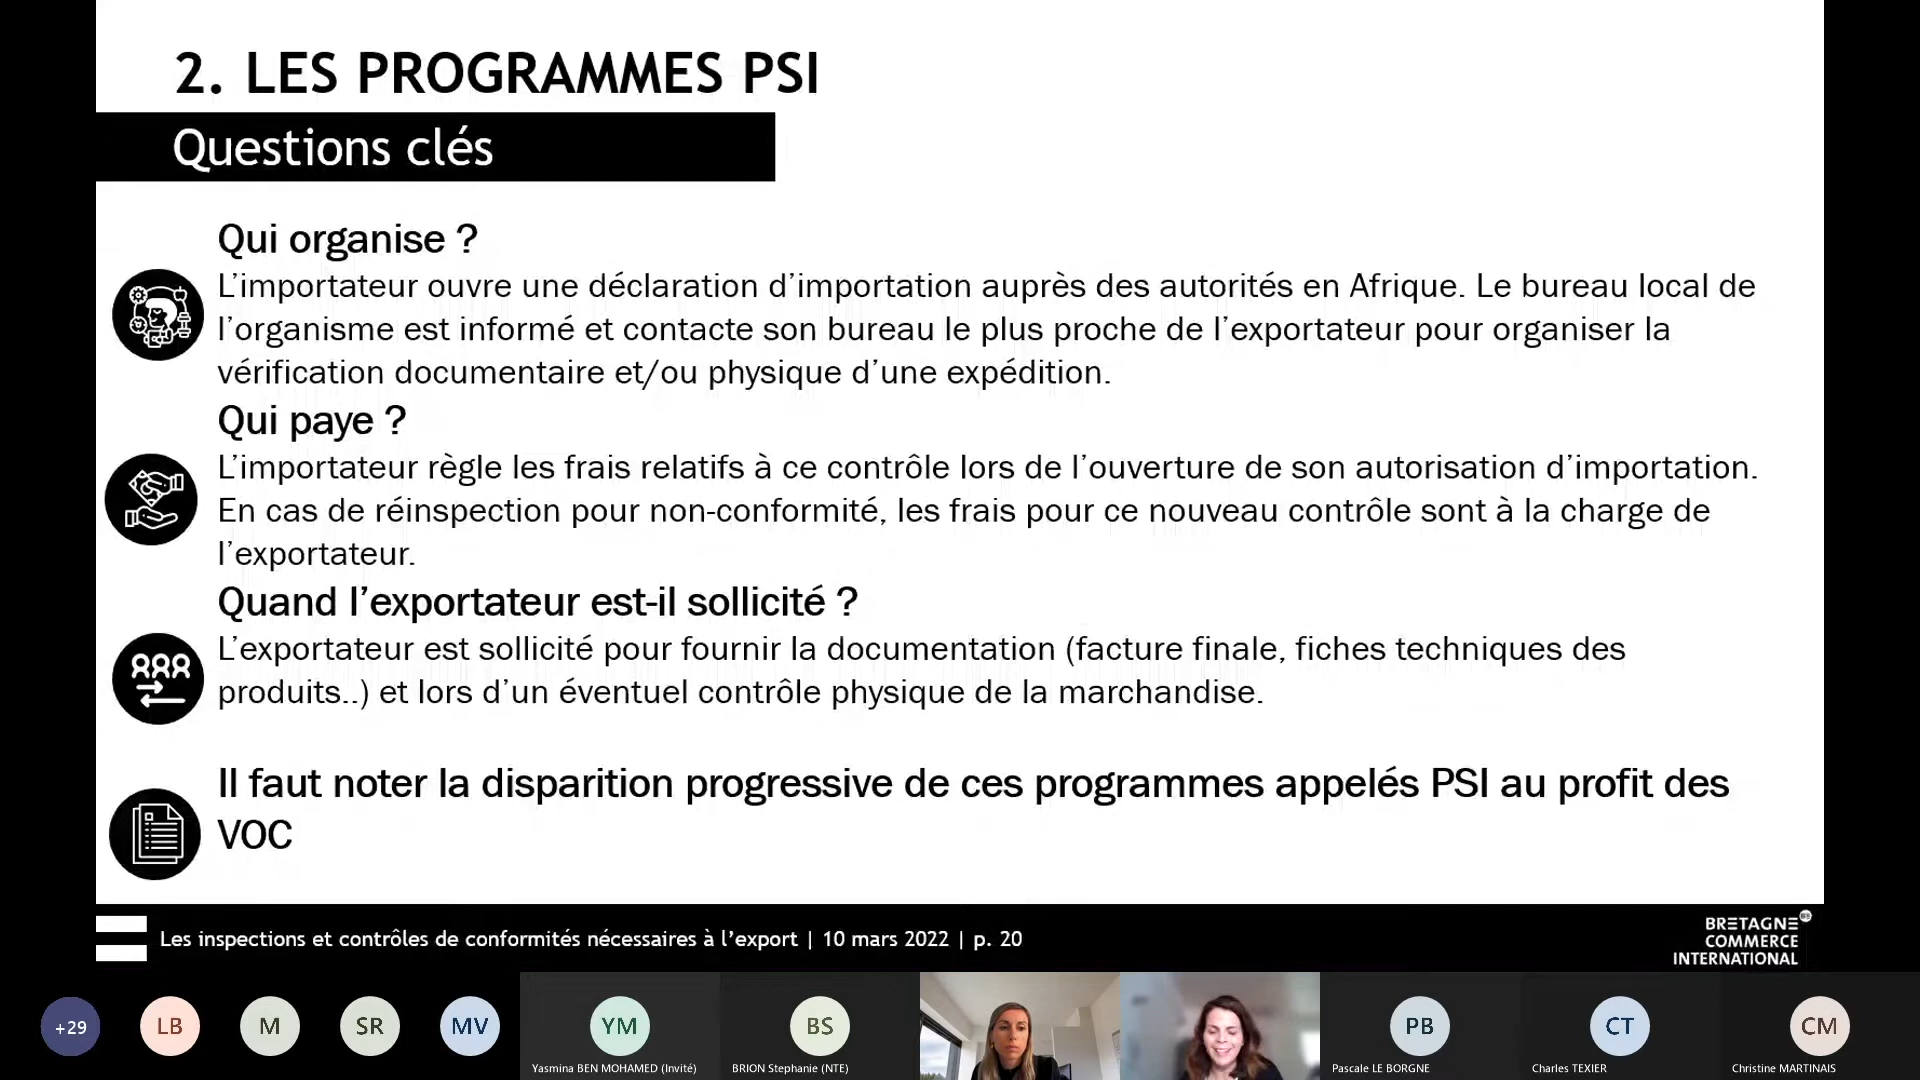 2. LES PROGRAMMES PSI
Questions clés
Qui organise ?
L’importateur ouvre une déclaration d’importation auprès des autorités en Afrique. Le bureau local de
l’organisme est informé et contacte son bureau le plus proche de l’exportateur pour organiser la
vérification documentaire et/ou physique d’une expédition.
Qui paye ?
L’importateur règle les frais relatifs à ce contrôle lors de l’ouverture de son autorisation d’importation.
En cas de réinspection pour non-conformité, les frais pour ce nouveau contrôle sont à la charge de
l’exportateur.
Quand l’exportateur est-il sollicité ?
L’exportateur est sollicité pour fournir la documentation (facture finale, fiches techniques des
produits..) et lors d’un éventuel contrôle physique de la marchandise.
Il faut noter la disparition progressive de ces programmes appelés PSI au profit des
VOC
Les inspections et contrôles de conformités nécessaires à l’export | 10 mars 2022 | p. 20
BRETAGNE
COMMERCE
INTERNATIONAL
+29
LB
M
SR
MV
YM
BS
PB
CT
CM
Yasmina BEN MOHAMED (Invité)
BRION Stephanie (NTE)
Pascale LE BORGNE
Charles TEXIER
Christine MARTINAIS